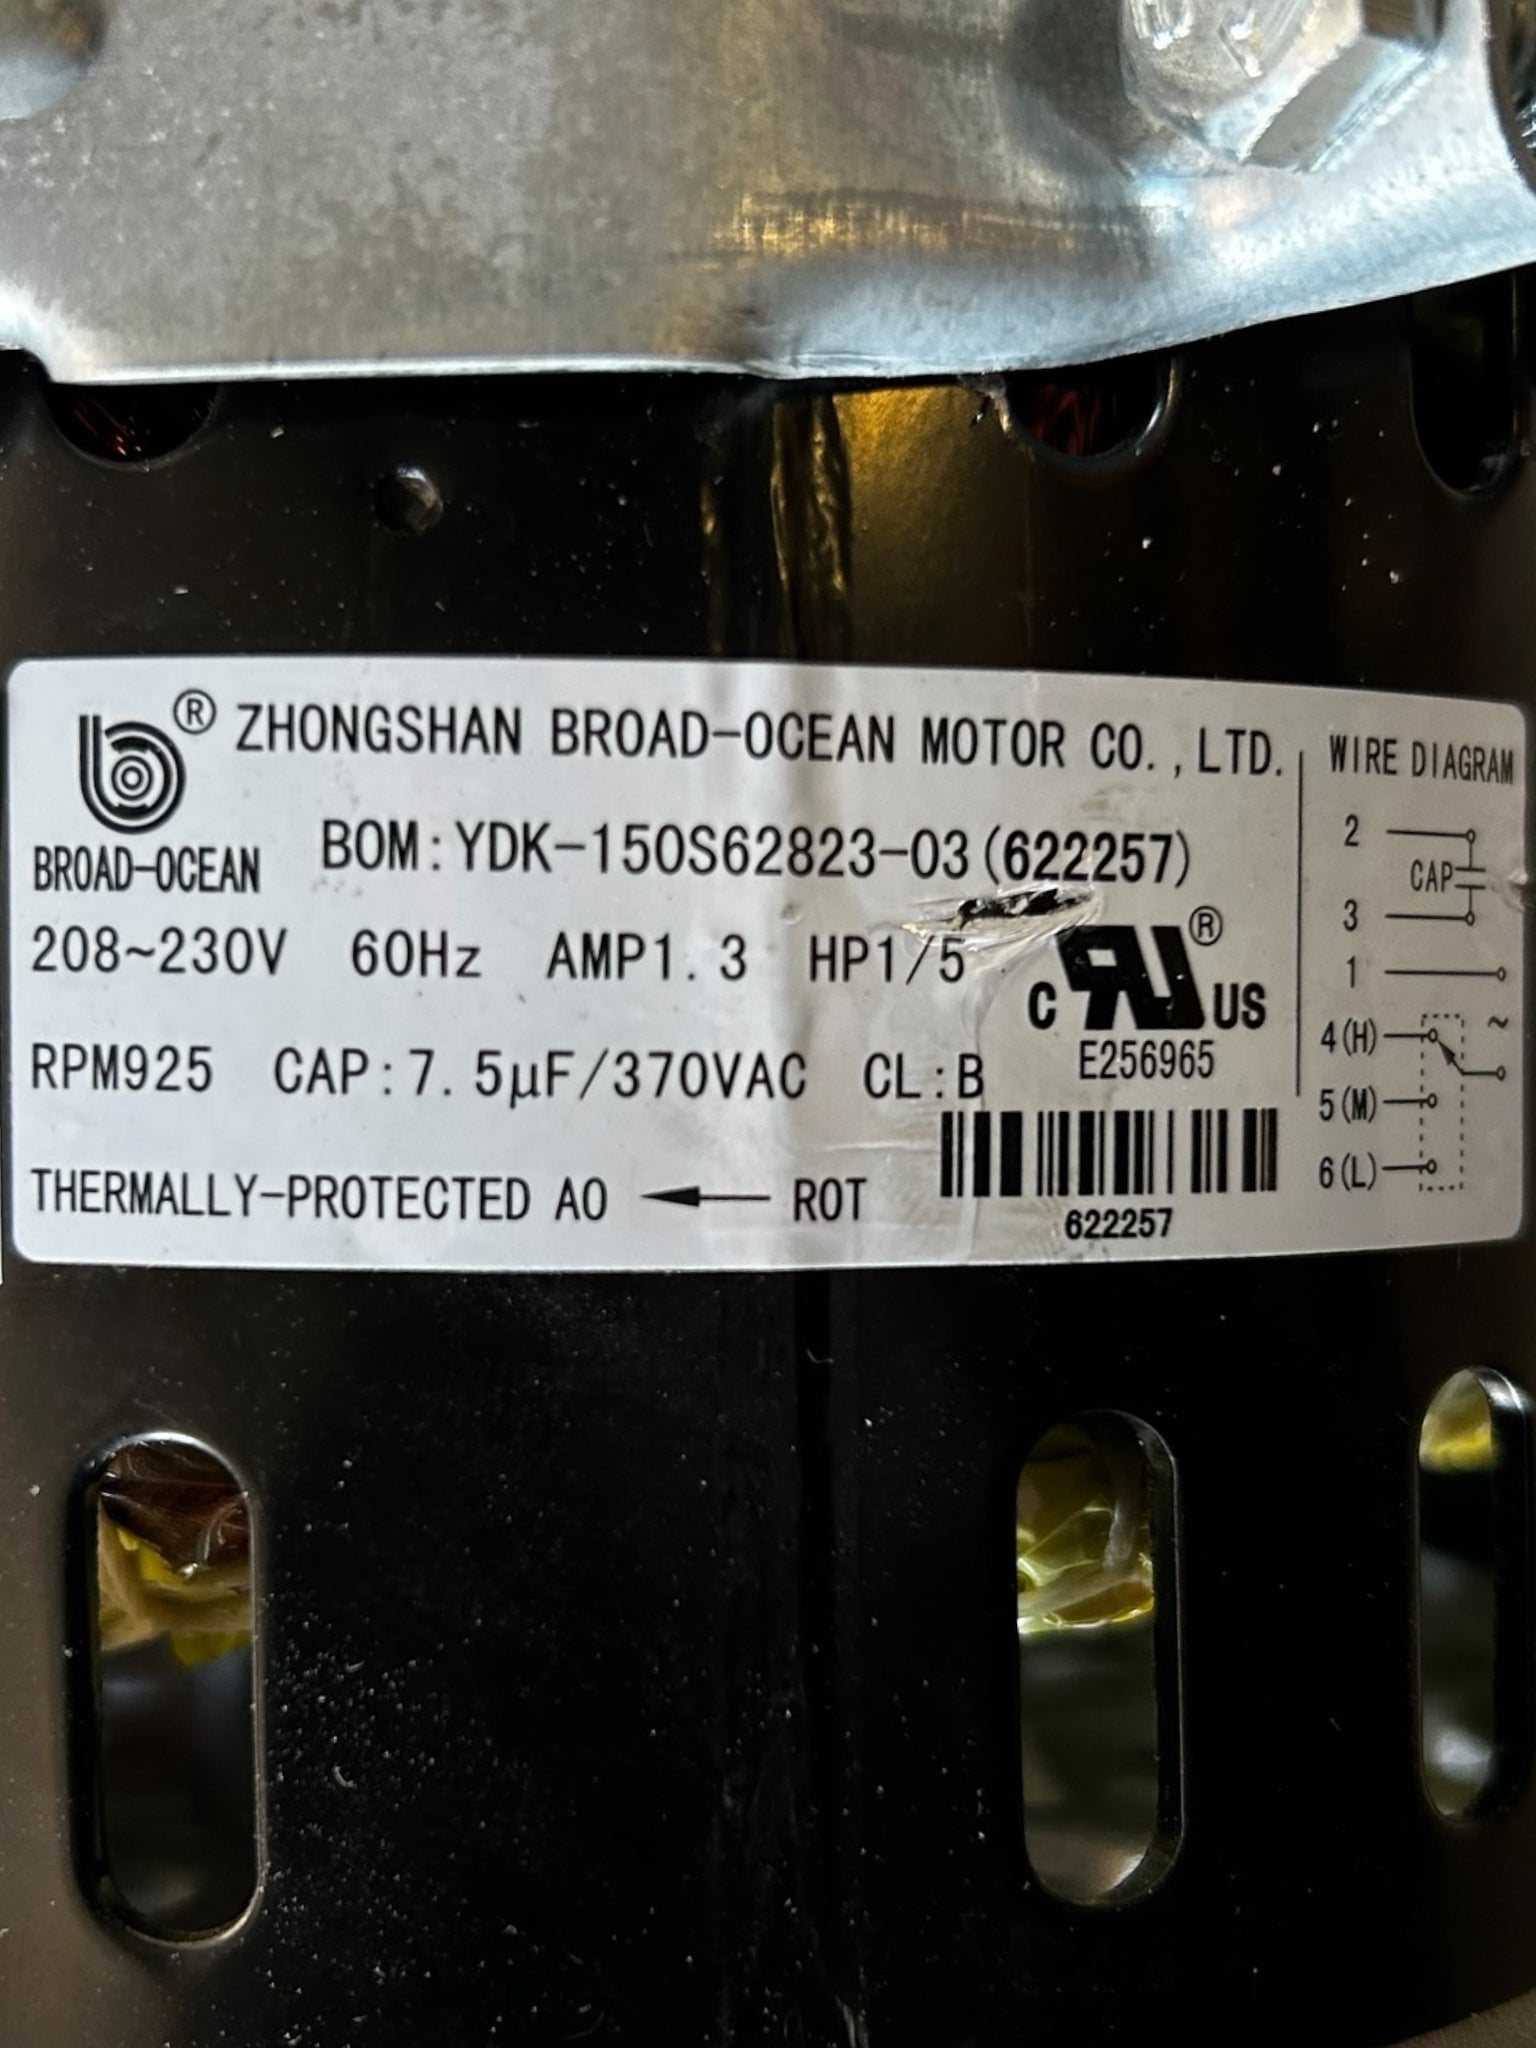 ® ZHONGSHAN BROAD-OCEAN MOTOR CO.,LTD.
BROAD-OCEAN
BOM:YDK-150S62823-03(622257)
208~230V 60Hz AMP1.3 HP1/5
RPM925 CAP:7.5μF/370VAC CL:B
THERMALLY-PROTECTED AO ROT
C RU US ®
E256965
622257
WIRE DIAGRAM
2
CAP
3
1
4(H) ~
5(M)
6(L)